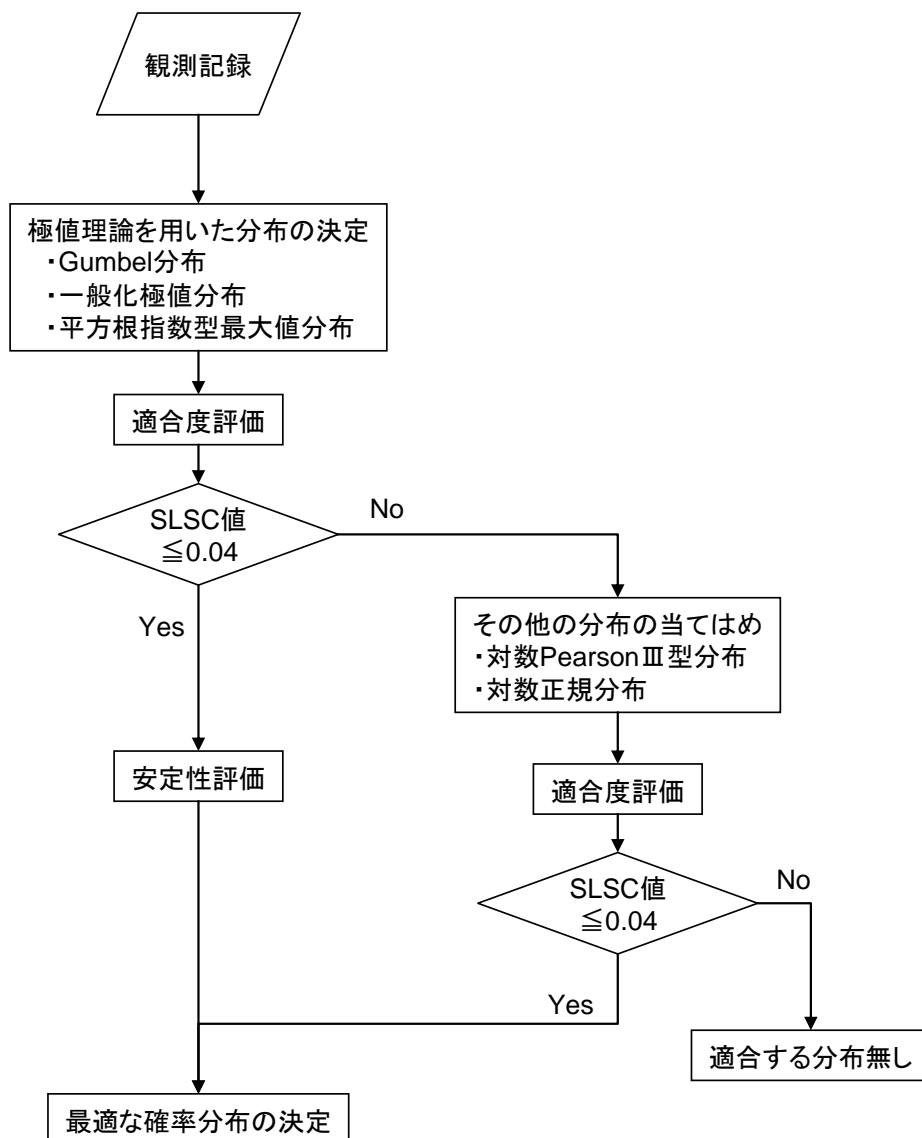 観測記録
極値理論を用いた分布の決定
・Gumbel分布
・一般化極値分布
・平方根指数型最大値分布
適合度評価
SLSC値
≦0.04
No
Yes
その他の分布の当てはめ
・対数PearsonⅢ型分布
・対数正規分布
安定性評価
適合度評価
SLSC値
≦0.04
No
Yes
適合する分布無し
最適な確率分布の決定